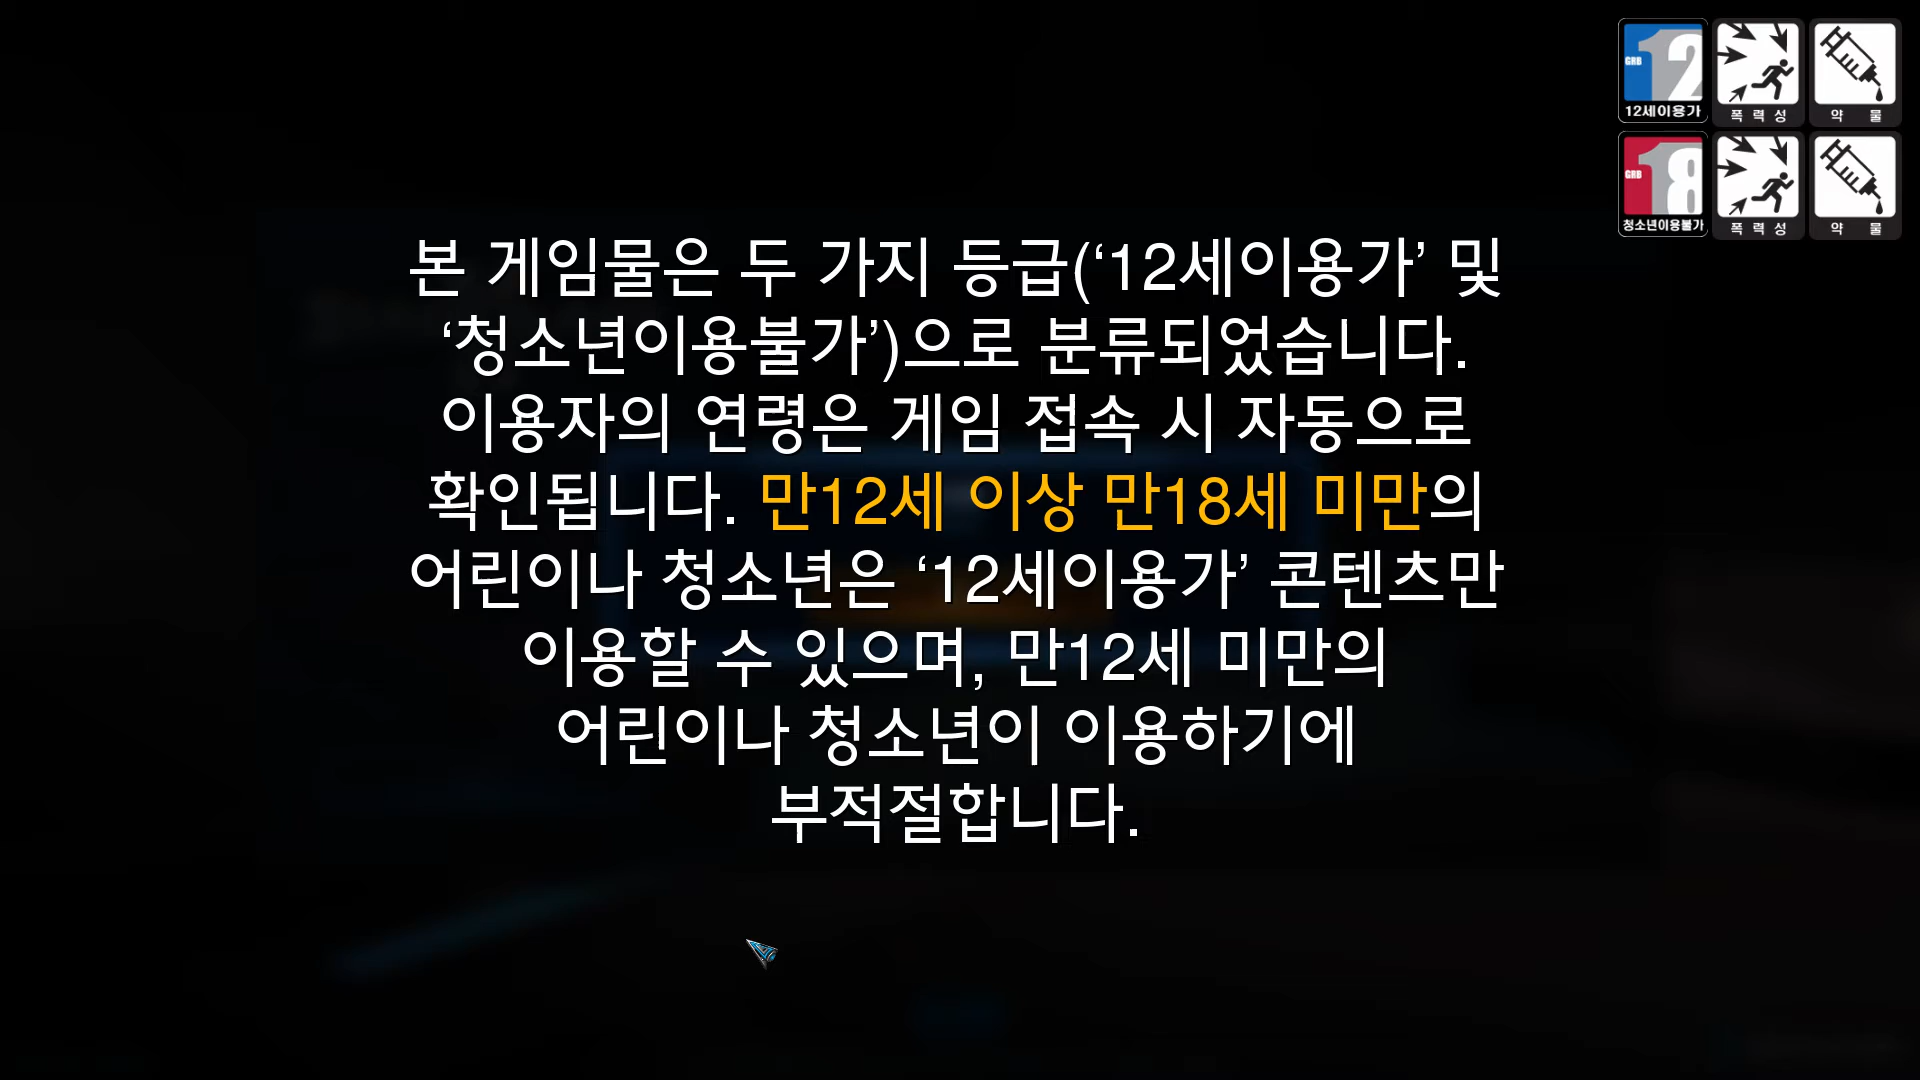 GRB 12
12세이용가
폭력성
약물
GRB 18
청소년이용불가
폭력성
약물
본 게임물은 두 가지 등급(‘12세이용가’ 및
‘청소년이용불가’)으로 분류되었습니다.
이용자의 연령은 게임 접속 시 자동으로
확인됩니다. 만12세 이상 만18세 미만의
어린이나 청소년은 ‘12세이용가’ 콘텐츠만
이용할 수 있으며, 만12세 미만의
어린이나 청소년이 이용하기에
부적절합니다.